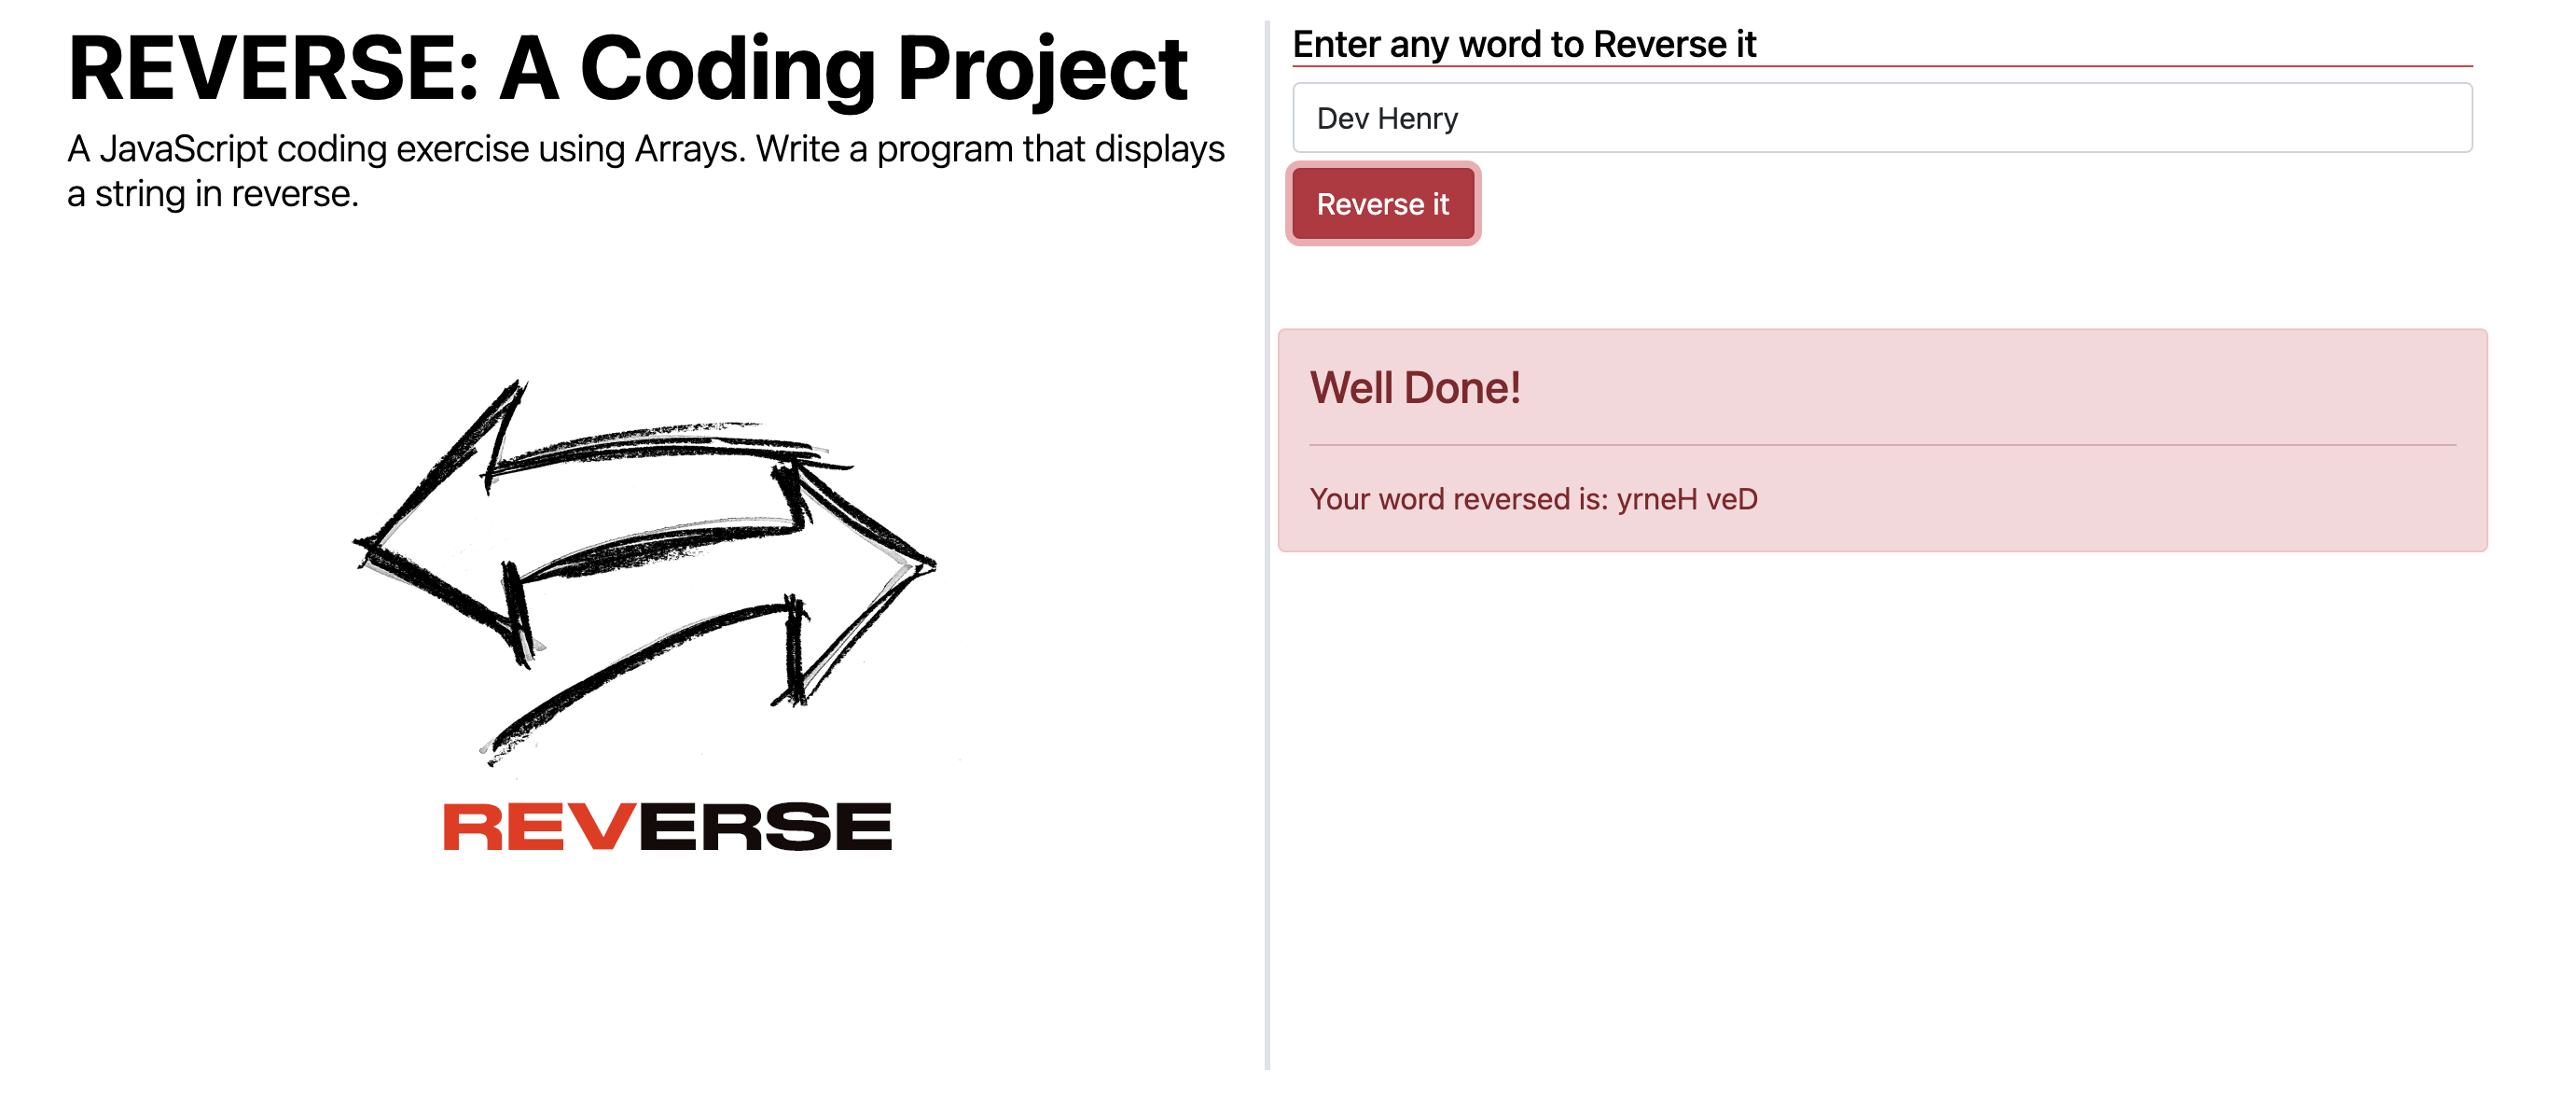 REVERSE: A Coding Project
A JavaScript coding exercise using Arrays. Write a program that displays
a string in reverse.
REVERSE
Enter any word to Reverse it
Dev Henry
Reverse it
Well Done!
Your word reversed is: yrneH veD